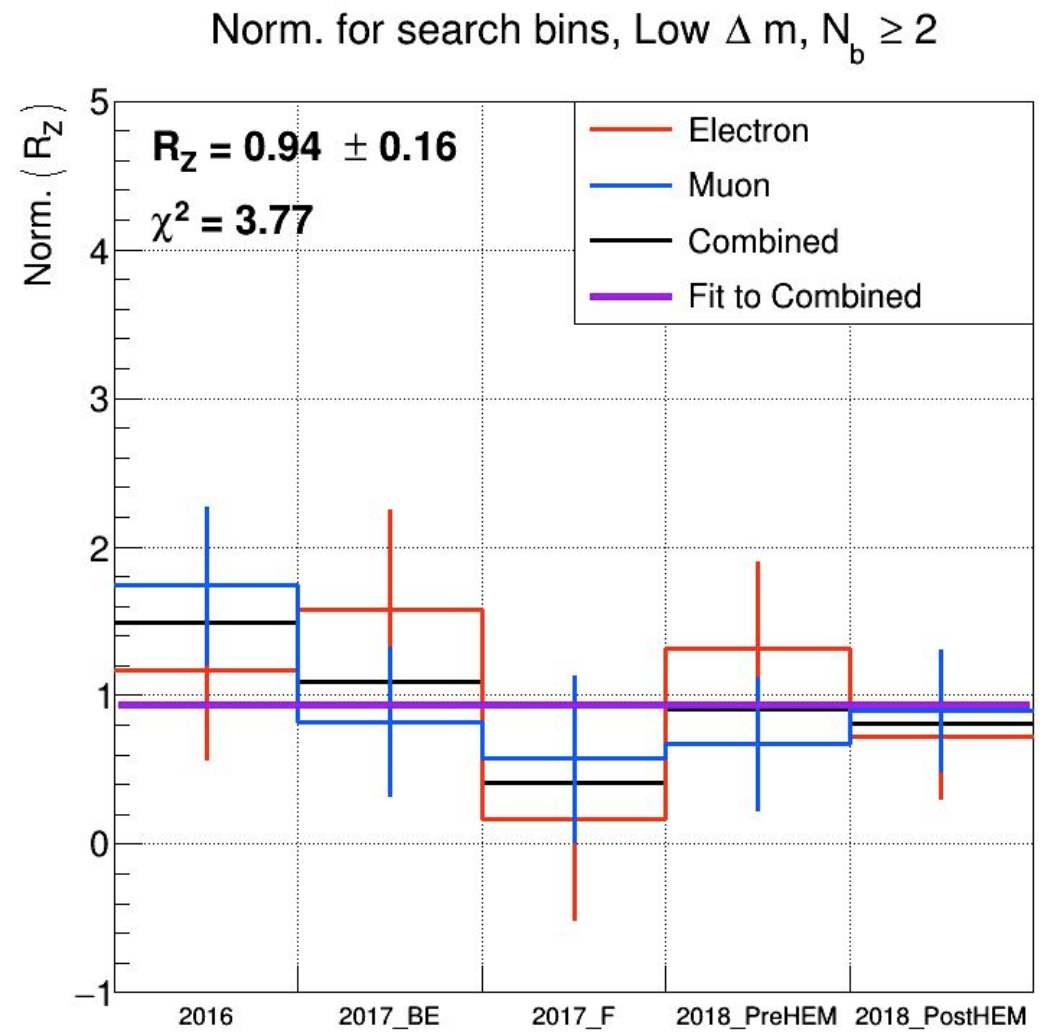 Norm. for search bins, Low Δ m, N_b ≥ 2
Norm. (R_Z)
5
4
3
2
1
0
−1
R_Z = 0.94 ± 0.16
χ² = 3.77
Electron
Muon
Combined
Fit to Combined
2016 2017_BE 2017_F 2018_PreHEM 2018_PostHEM